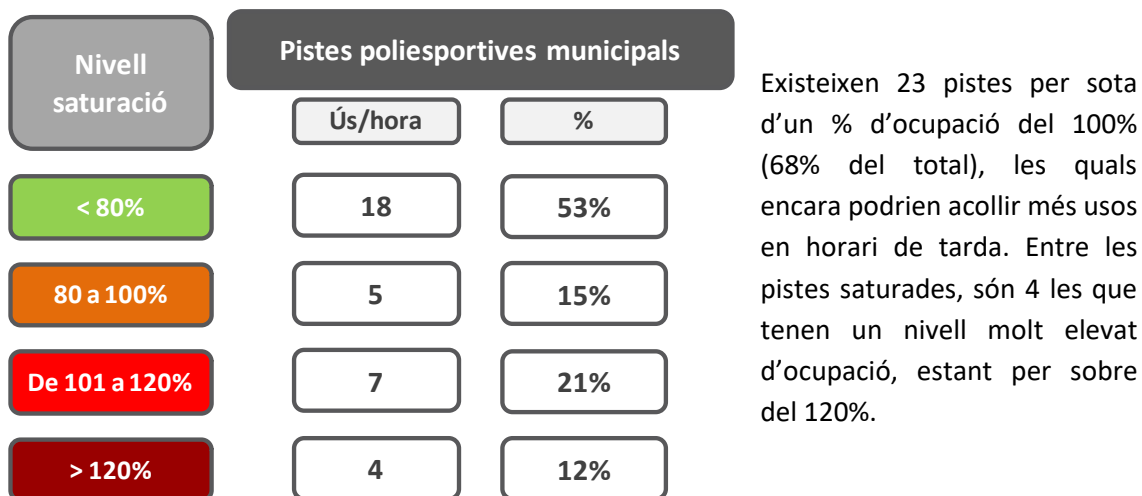 Nivell
saturació
Pistes poliesportives municipals
Ús/hora %
< 80% 18 53%
80 a 100% 5 15%
De 101 a 120% 7 21%
> 120% 4 12%
Existeixen 23 pistes per sota
d’un % d’ocupació del 100%
(68% del total), les quals
encara podrien acollir més usos
en horari de tarda. Entre les
pistes saturades, són 4 les que
tenen un nivell molt elevat
d’ocupació, estant per sobre
del 120%.